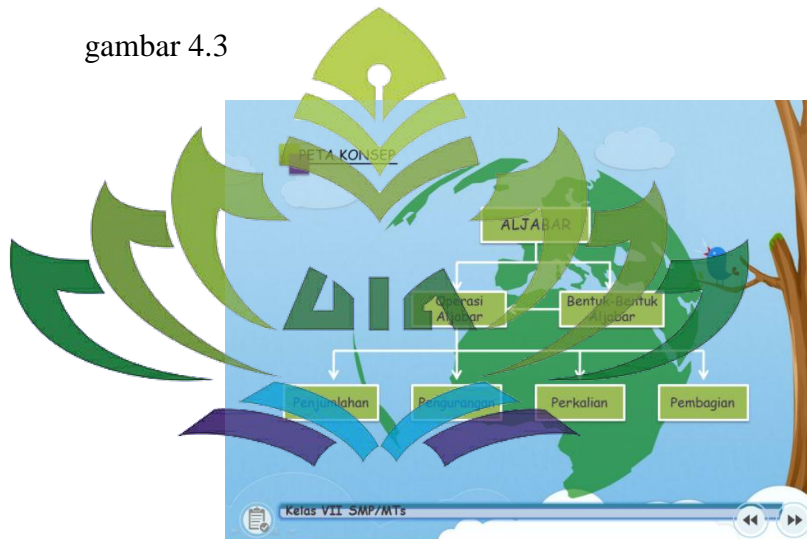 gambar 4.3
PETA KONSEP
ALJABAR
Operasi
Aljabar
Bentuk-Bentuk
Aljabar
Penjumlahan
Pengurangan
Perkalian
Pembagian
Kelas VII SMP/MTs